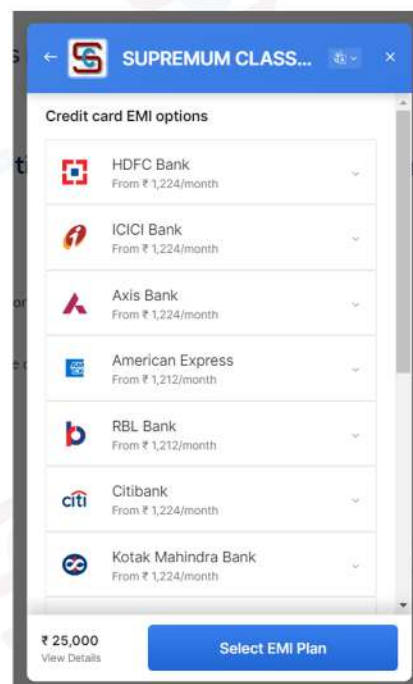 SUPREMUM CLASS...
Credit card EMI options
HDFC Bank
From ₹ 1,224/month
ICICI Bank
From ₹ 1,224/month
Axis Bank
From ₹ 1,224/month
American Express
From ₹ 1,212/month
RBL Bank
From ₹ 1,212/month
citi
Citibank
From ₹ 1,224/month
Kotak Mahindra Bank
From ₹ 1,224/month
₹ 25,000
View Details
Select EMI Plan